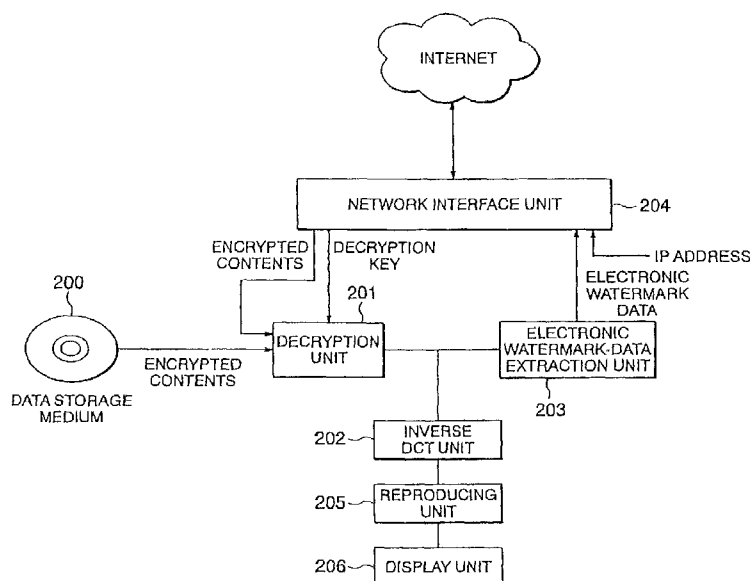 INTERNET
NETWORK INTERFACE UNIT
204
ENCRYPTED
CONTENTS
DECRYPTION
KEY
IP ADDRESS
ELECTRONIC
WATERMARK
DATA
200
201
DECRYPTION
UNIT
ELECTRONIC
WATERMARK-DATA
EXTRACTION UNIT
203
ENCRYPTED
CONTENTS
DATA STORAGE
MEDIUM
202
INVERSE
DCT UNIT
205
REPRODUCING
UNIT
206
DISPLAY UNIT